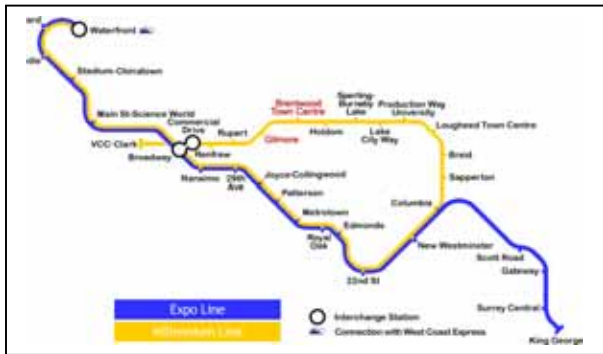 ard
Waterfront
dle
Stadium-Chinatown
Main St-Science World
Commercial
Drive
VCC-Clark
Broadway
Renfrew
Rupert
Gilmore
Brentwood
Town Centre
Holdom
Sperling-
Burnaby
Lake
Lake
City Way
Production Way
University
Lougheed Town Centre
Braid
Sapperton
Columbia
Nanaimo
29th
Ave
Joyce-Collingwood
Patterson
Metrotown
Royal
Oak
Edmonds
22nd St
New Westminster
Scott Road
Gateway
Surrey Central
King George
Expo Line
Millennium Line
Interchange Station
Connection with West Coast Express